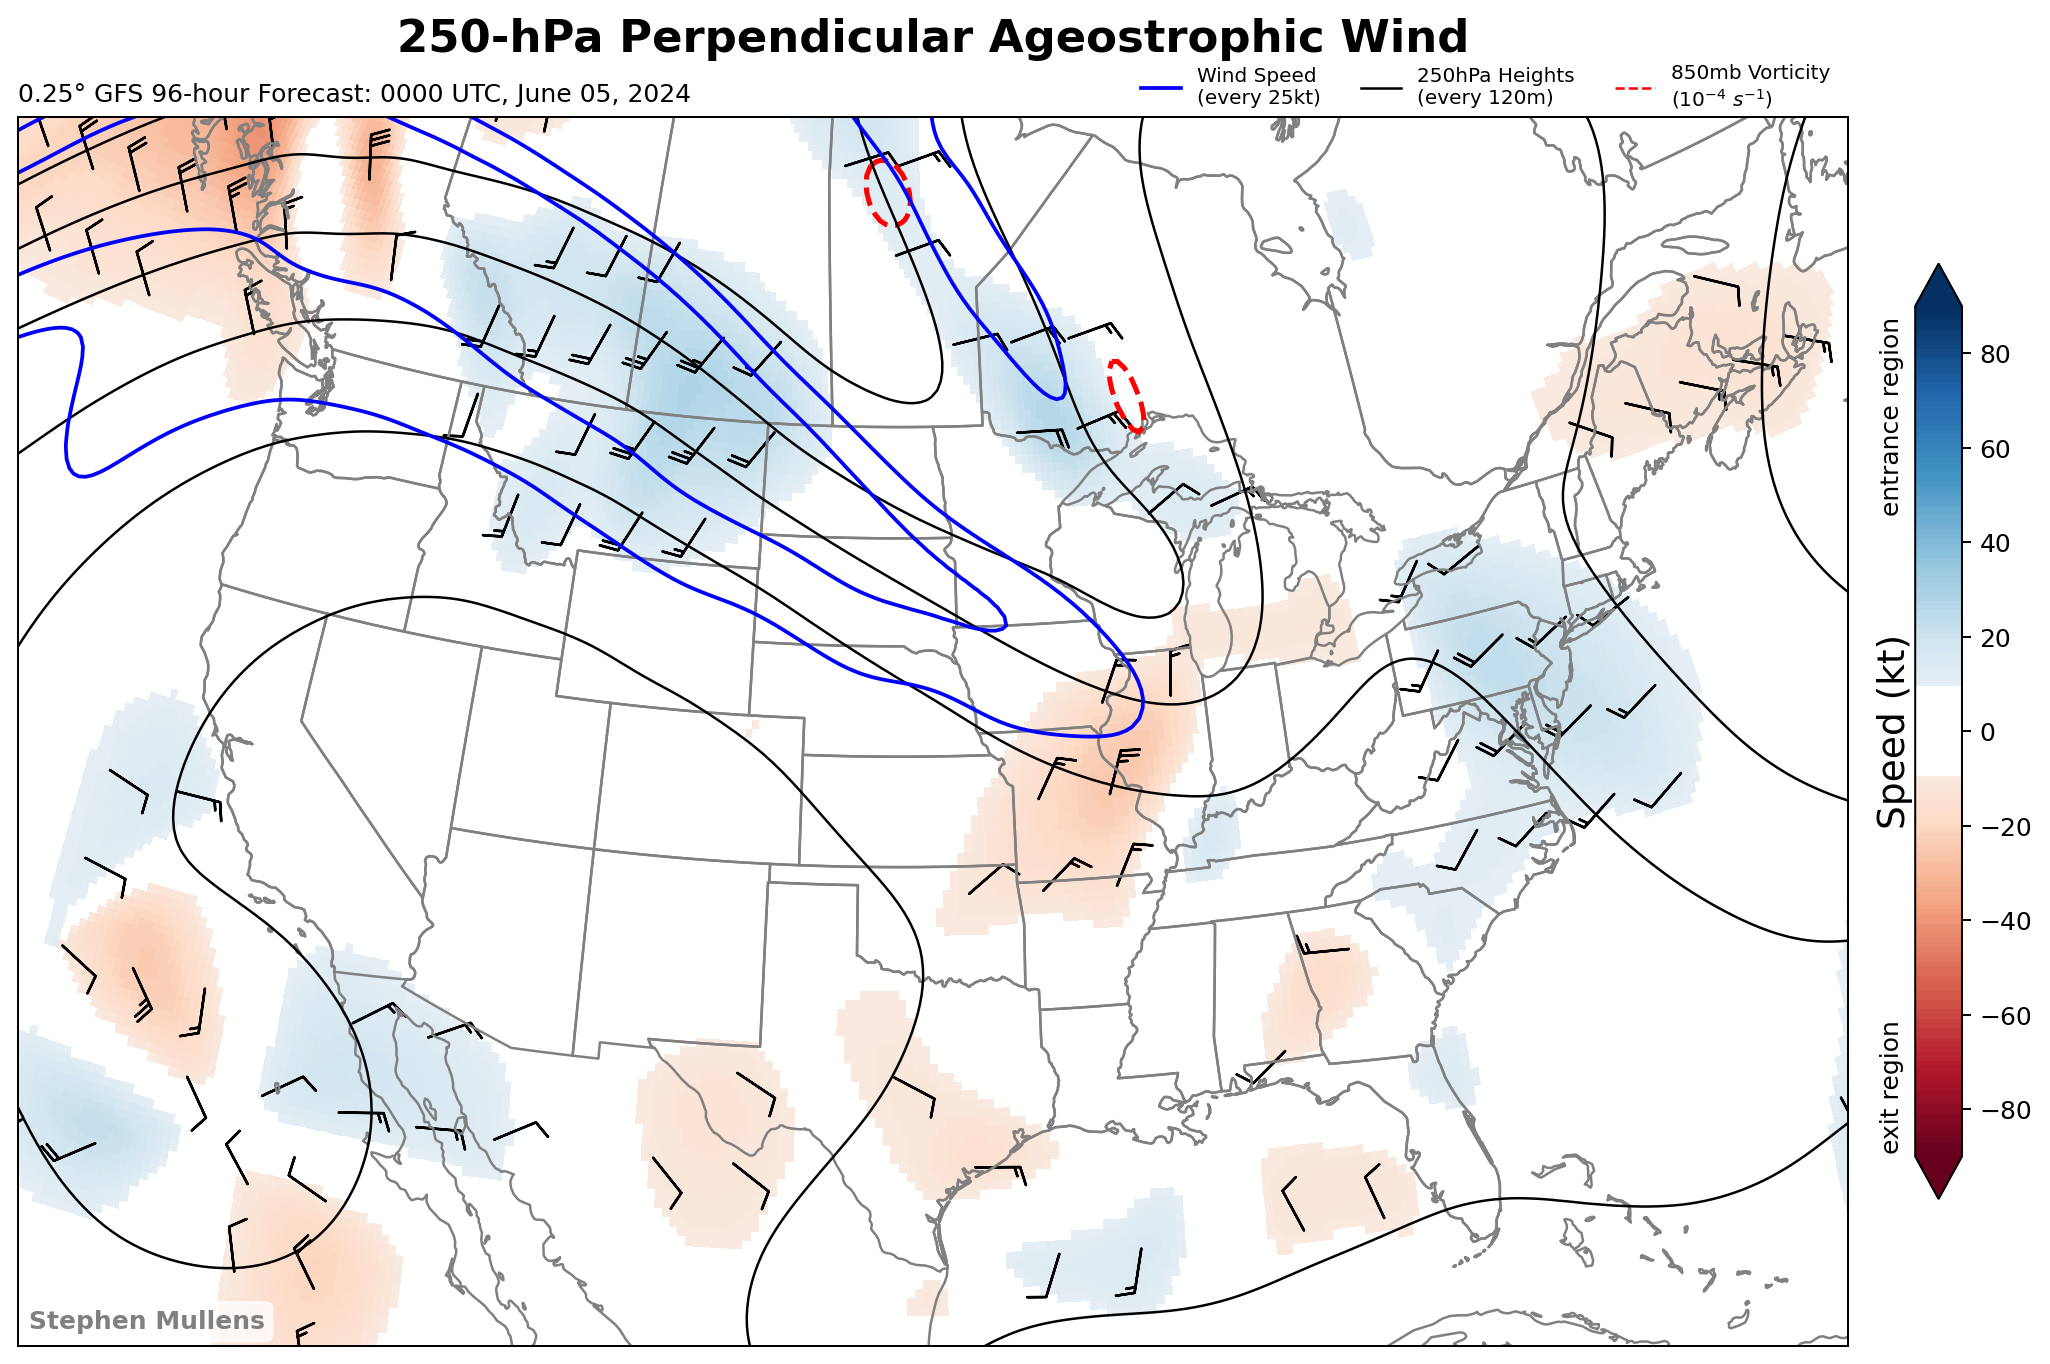 250-hPa Perpendicular Ageostrophic Wind
0.25° GFS 96-hour Forecast: 0000 UTC, June 05, 2024
Wind Speed
(every 25kt)
250hPa Heights
(every 120m)
850mb Vorticity
(10⁻⁴ s⁻¹)
entrance region
Speed (kt)
exit region
80
60
40
20
0
−20
−40
−60
−80
Stephen Mullens